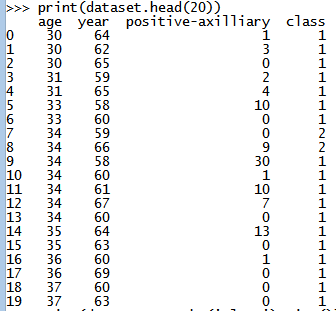 >>> print(dataset.head(20))
age year positive-axilliary class
0 30 64 1 1
1 30 62 3 1
2 30 65 0 1
3 31 59 2 1
4 31 65 4 1
5 33 58 10 1
6 33 60 0 1
7 34 59 0 2
8 34 66 9 2
9 34 58 30 1
10 34 60 1 1
11 34 61 10 1
12 34 67 7 1
13 34 60 0 1
14 35 64 13 1
15 35 63 0 1
16 36 60 1 1
17 36 69 0 1
18 37 60 0 1
19 37 63 0 1